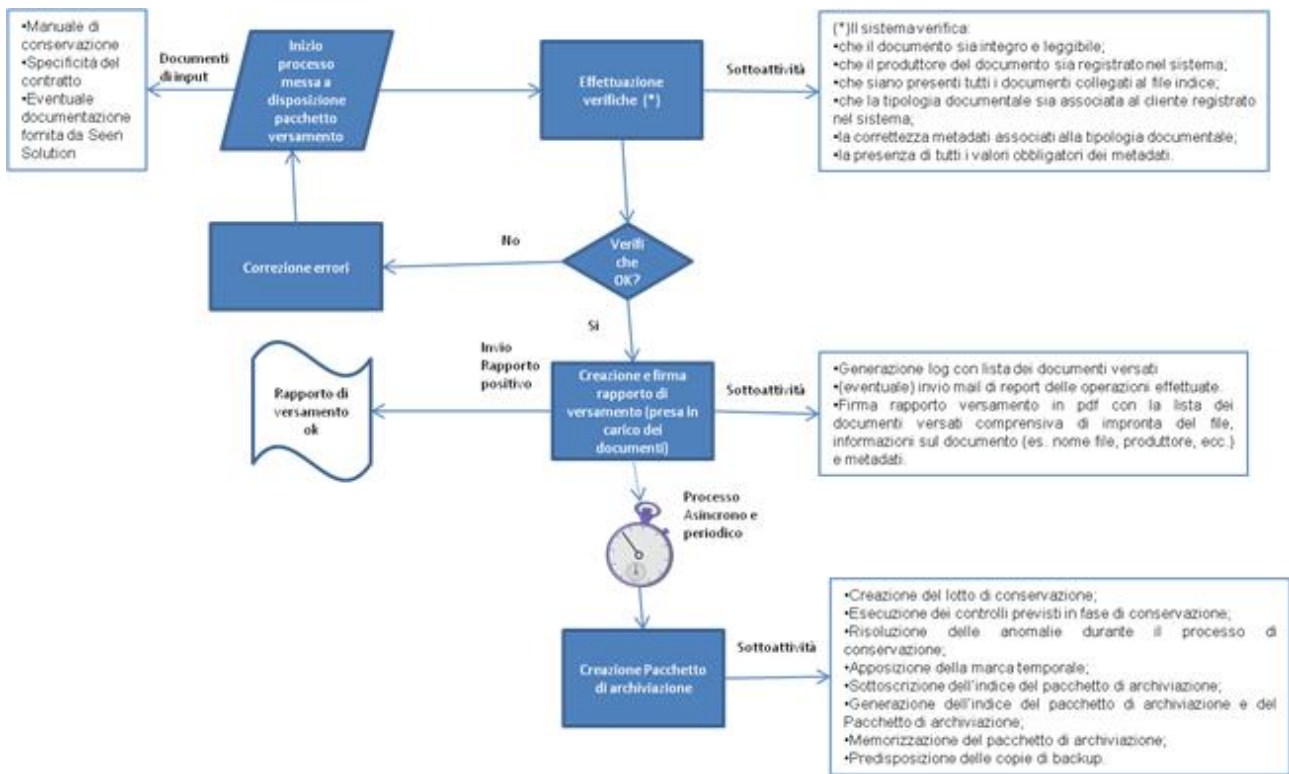 •Manuale di
conservazione
•Specificità del
contratto
•Eventuale
documentazione
fornita da Seen
Solution
Documenti
di input
Inizio
processo
messa a
disposizione
pacchetto
versamento
Effettuazione
verifiche (*)
Sottoattività
(*)Il sistema verifica:
•che il documento sia integro e leggibile;
•che il produttore del documento sia registrato nel sistema;
•che siano presenti tutti i documenti collegati al file indice;
•che la tipologia documentale sia associata al cliente registrato
nel sistema;
•la correttezza metadati associati alla tipologia documentale;
•la presenza di tutti i valori obbligatori dei metadati.
Correzione errori
No
Verifi
che
OK?
Si
Rapporto di
versamento
ok
Invio
Rapporto
positivo
Creazione e firma
rapporto di
versamento (presa in
carico dei
documenti)
Sottoattività
•Generazione log con lista dei documenti versati
•(eventuale) invio mail di report delle operazioni effettuate.
•Firma rapporto versamento in pdf con la lista dei
documenti versati comprensiva di impronta del file,
informazioni sul documento (es. nome file, produttore, ecc.)
e metadati.
Processo
Asincrono e
periodico
Creazione Pacchetto
di archiviazione
Sottoattività
•Creazione del lotto di conservazione;
•Esecuzione dei controlli previsti in fase di conservazione;
•Risoluzione delle anomalie durante il processo di
conservazione;
•Apposizione della marca temporale;
•Sottoscrizione dell'indice del pacchetto di archiviazione;
•Generazione dell'indice del pacchetto di archiviazione e del
Pacchetto di archiviazione;
•Memorizzazione del pacchetto di archiviazione;
•Predisposizione delle copie di backup.